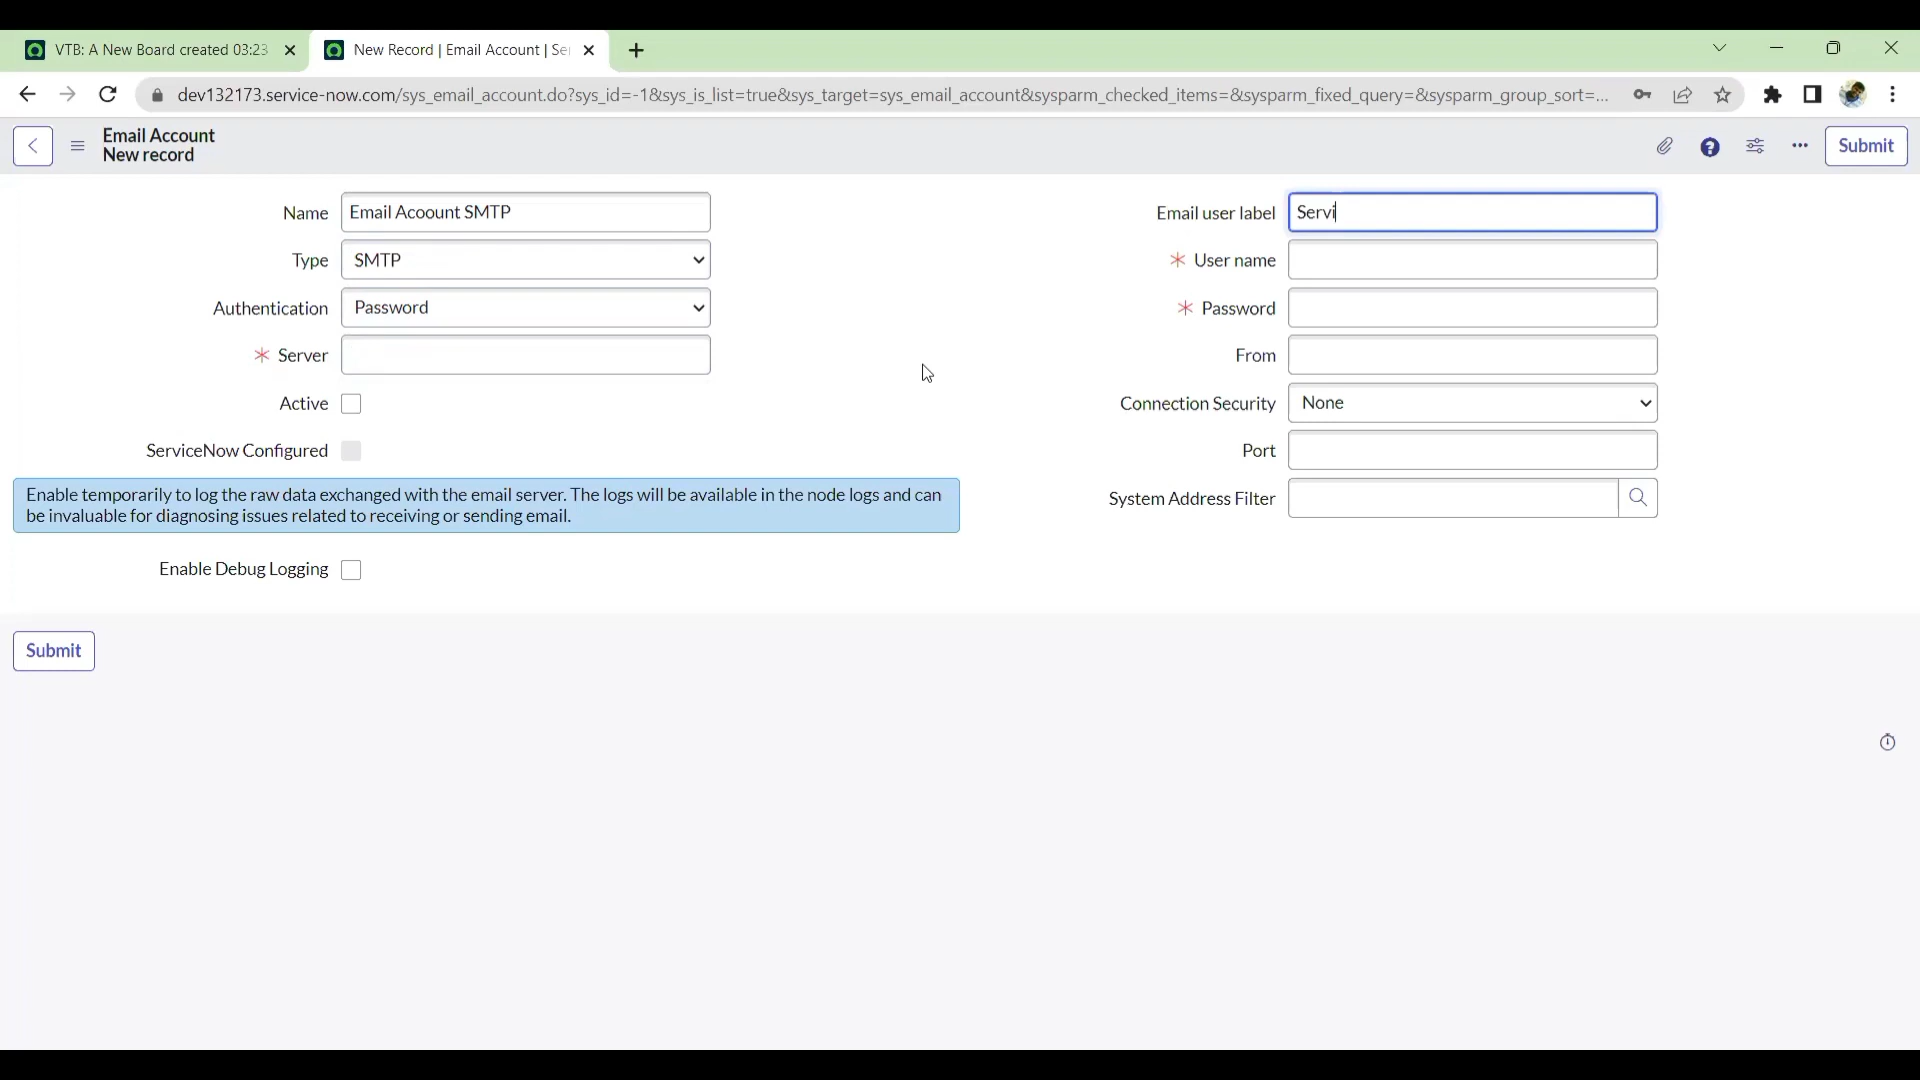 VTB: A New Board created 03:23
New Record | Email Account | Se
dev132173.service-now.com/sys_email_account.do?sys_id=-1&sys_is_list=true&sys_target=sys_email_account&sysparm_checked_items=&sysparm_fixed_query=&sysparm_group_sort=...
Email Account
New record
Submit
Name Email Acoount SMTP
Email user label Servi
Type SMTP
* User name
Authentication Password
* Password
* Server
From
Active
Connection Security None
ServiceNow Configured
Port
Enable temporarily to log the raw data exchanged with the email server. The logs will be available in the node logs and can
be invaluable for diagnosing issues related to receiving or sending email.
System Address Filter
Enable Debug Logging
Submit